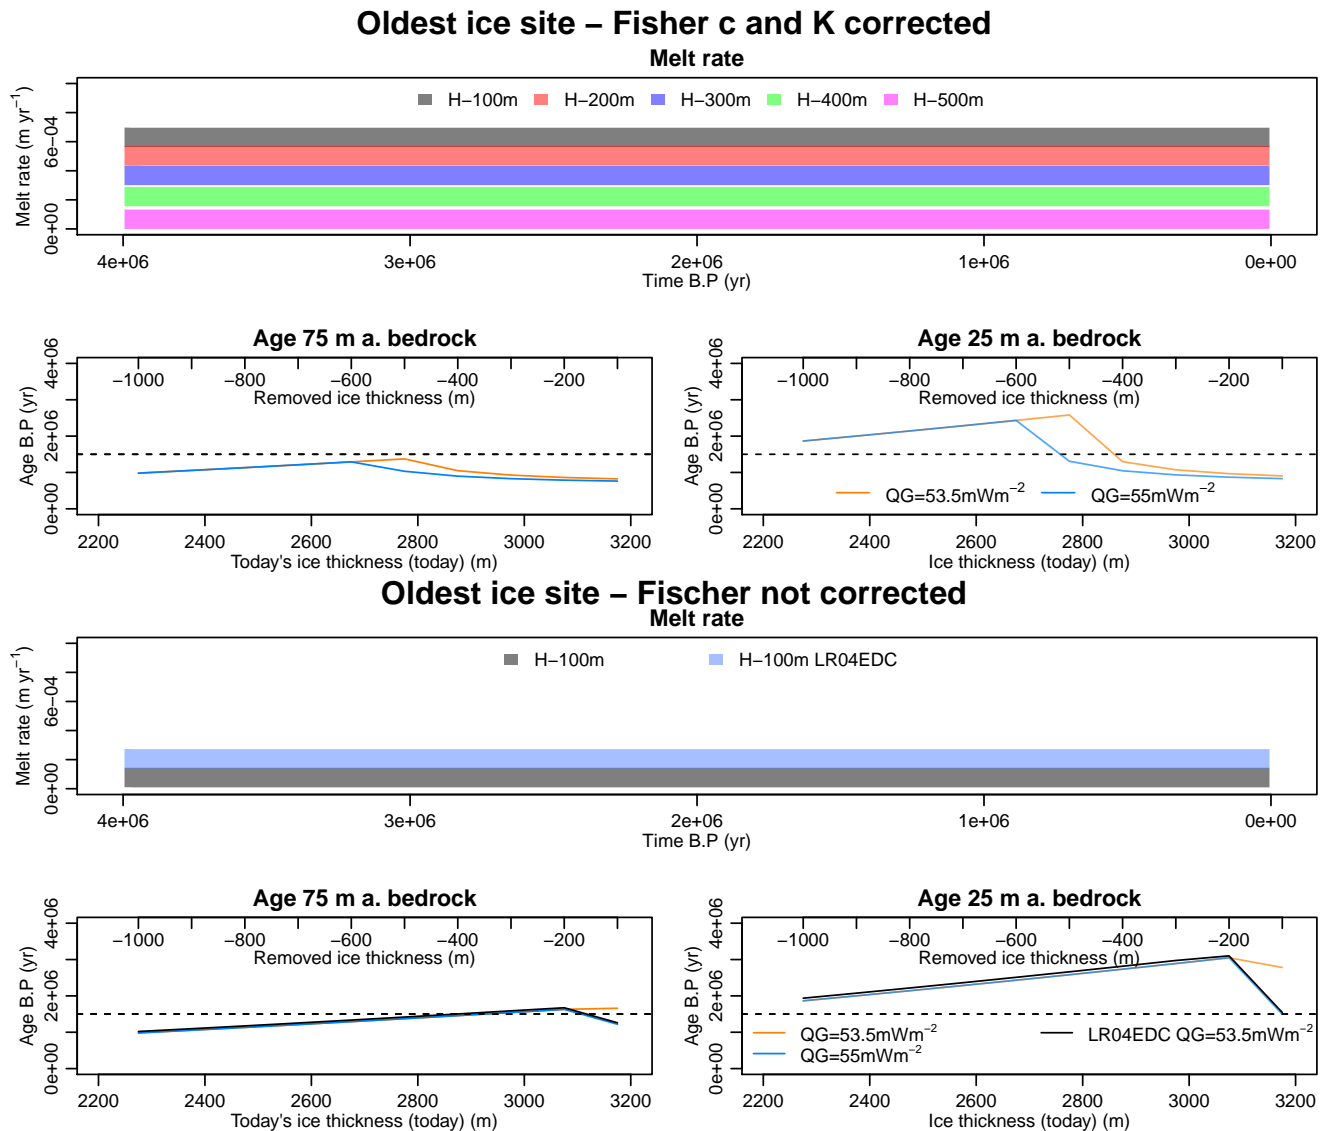 Oldest ice site – Fisher c and K corrected
Melt rate
Melt rate (m yr−1)
0e+00 6e−04
H−100m H−200m H−300m H−400m H−500m
4e+06 3e+06 2e+06 1e+06 0e+00
Time B.P (yr)
Age 75 m a. bedrock
Age B.P (yr)
0e+00 2e+06 4e+06
−1000 −800 −600 −400 −200
Removed ice thickness (m)
2200 2400 2600 2800 3000 3200
Today's ice thickness (today) (m)
Age 25 m a. bedrock
Age B.P (yr)
0e+00 2e+06 4e+06
−1000 −800 −600 −400 −200
Removed ice thickness (m)
QG=53.5mWm−2 QG=55mWm−2
2200 2400 2600 2800 3000 3200
Ice thickness (today) (m)
Oldest ice site – Fischer not corrected
Melt rate
Melt rate (m yr−1)
0e+00 6e−04
H−100m H−100m LR04EDC
4e+06 3e+06 2e+06 1e+06 0e+00
Time B.P (yr)
Age 75 m a. bedrock
Age B.P (yr)
0e+00 2e+06 4e+06
−1000 −800 −600 −400 −200
Removed ice thickness (m)
2200 2400 2600 2800 3000 3200
Today's ice thickness (today) (m)
Age 25 m a. bedrock
Age B.P (yr)
0e+00 2e+06 4e+06
−1000 −800 −600 −400 −200
Removed ice thickness (m)
QG=53.5mWm−2 LR04EDC QG=53.5mWm−2
QG=55mWm−2
2200 2400 2600 2800 3000 3200
Ice thickness (today) (m)